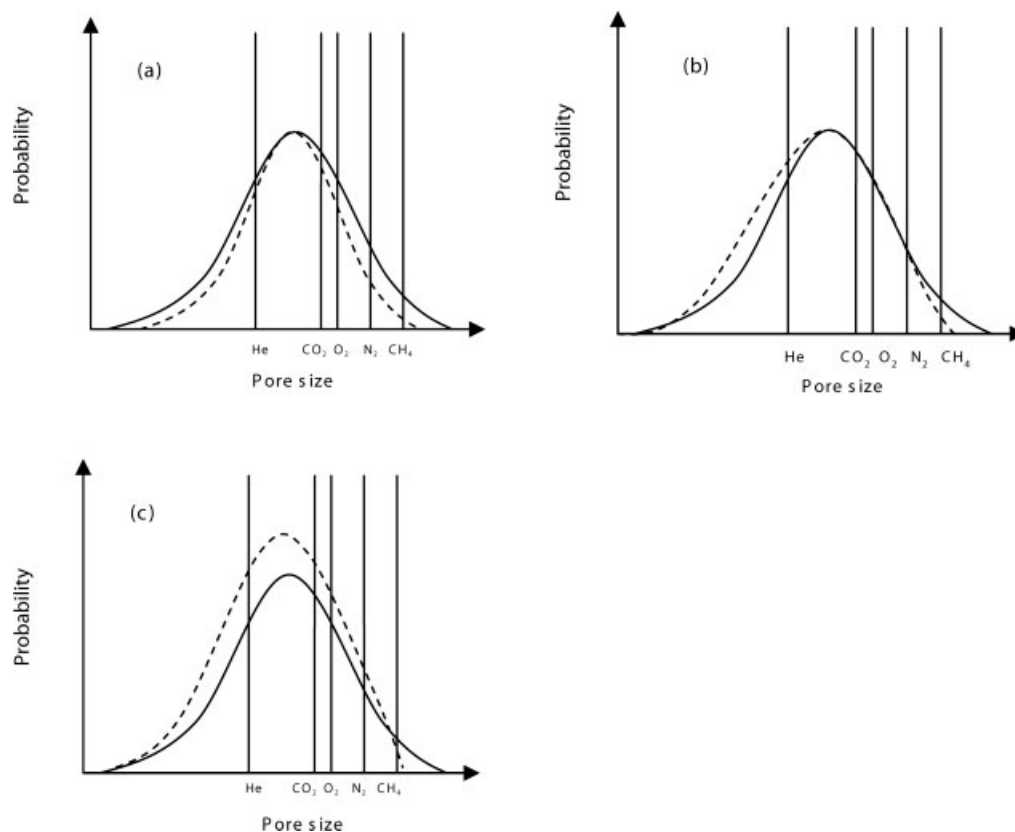 (a)
Probability
He CO₂ O₂ N₂ CH₄
Pore size
(b)
Probability
He CO₂ O₂ N₂ CH₄
Pore size
(c)
Probability
He CO₂ O₂ N₂ CH₄
Pore size